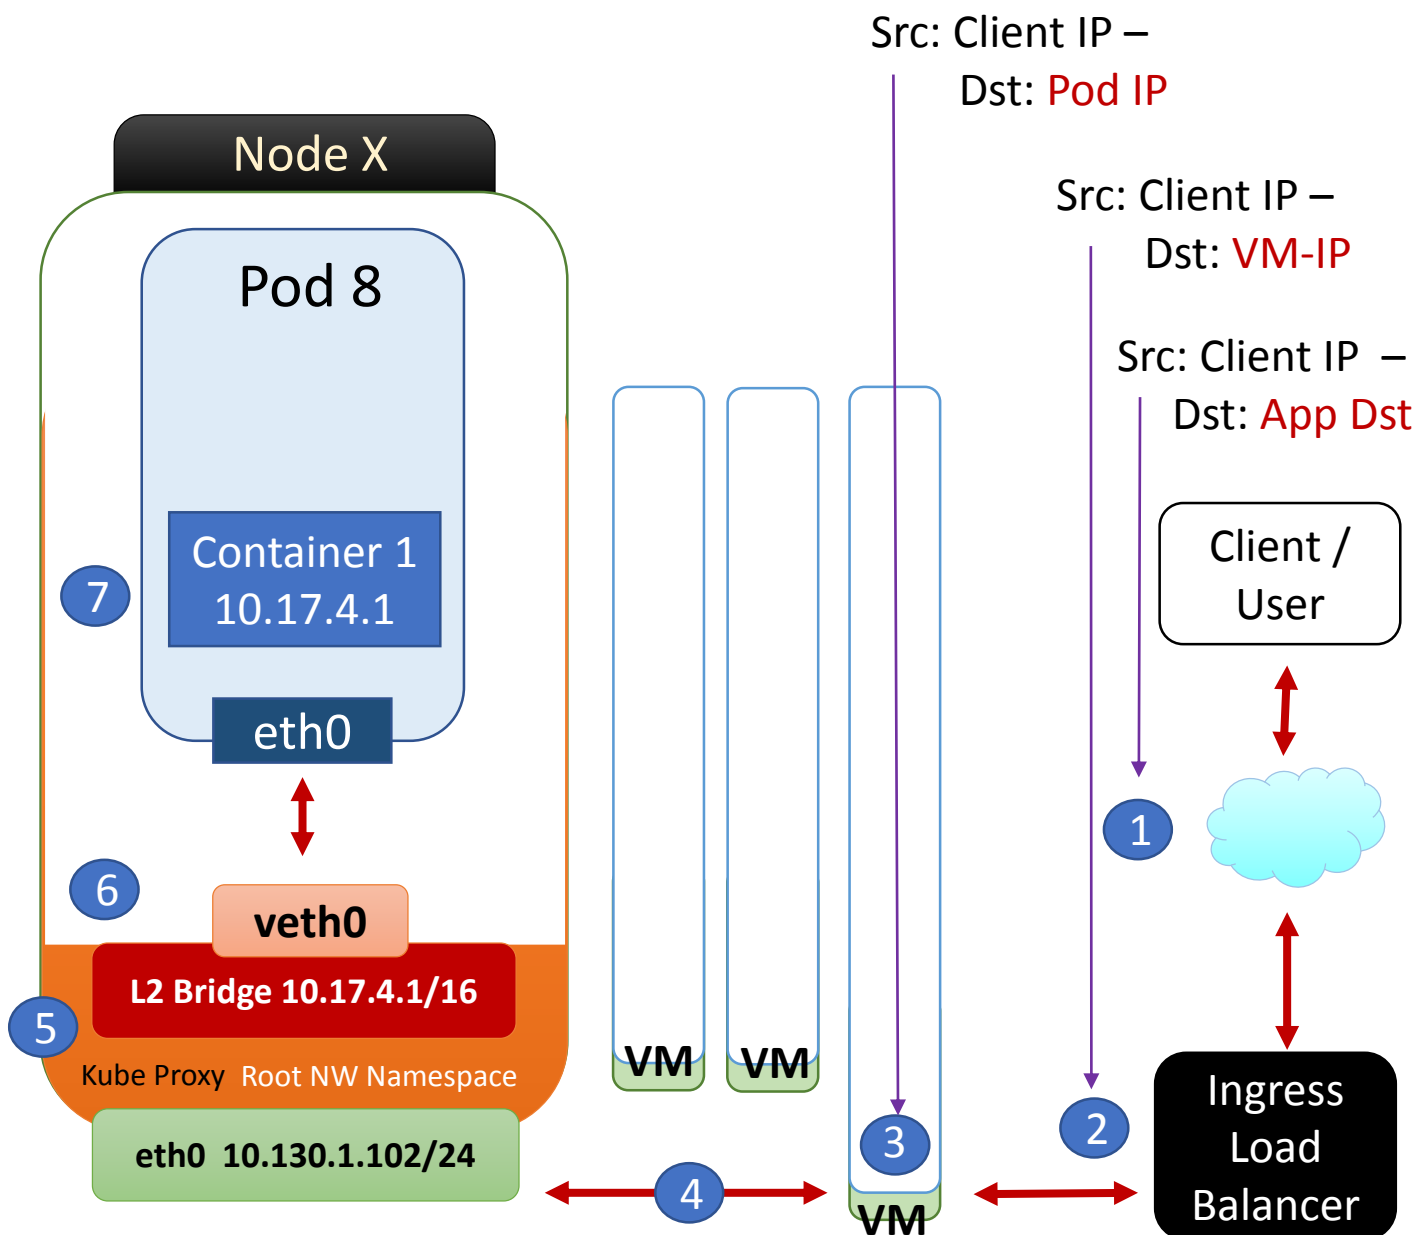 Src: Client IP –
Dst: Pod IP
Node X
Src: Client IP –
Dst: VM-IP
Pod 8
Src: Client IP –
Dst: App Dst
Container 1
10.17.4.1
Client /
User
7
eth0
1
6
veth0
L2 Bridge 10.17.4.1/16
5
Kube Proxy Root NW Namespace
VM
VM
eth0 10.130.1.102/24
3
2
Ingress
Load
Balancer
4
VM